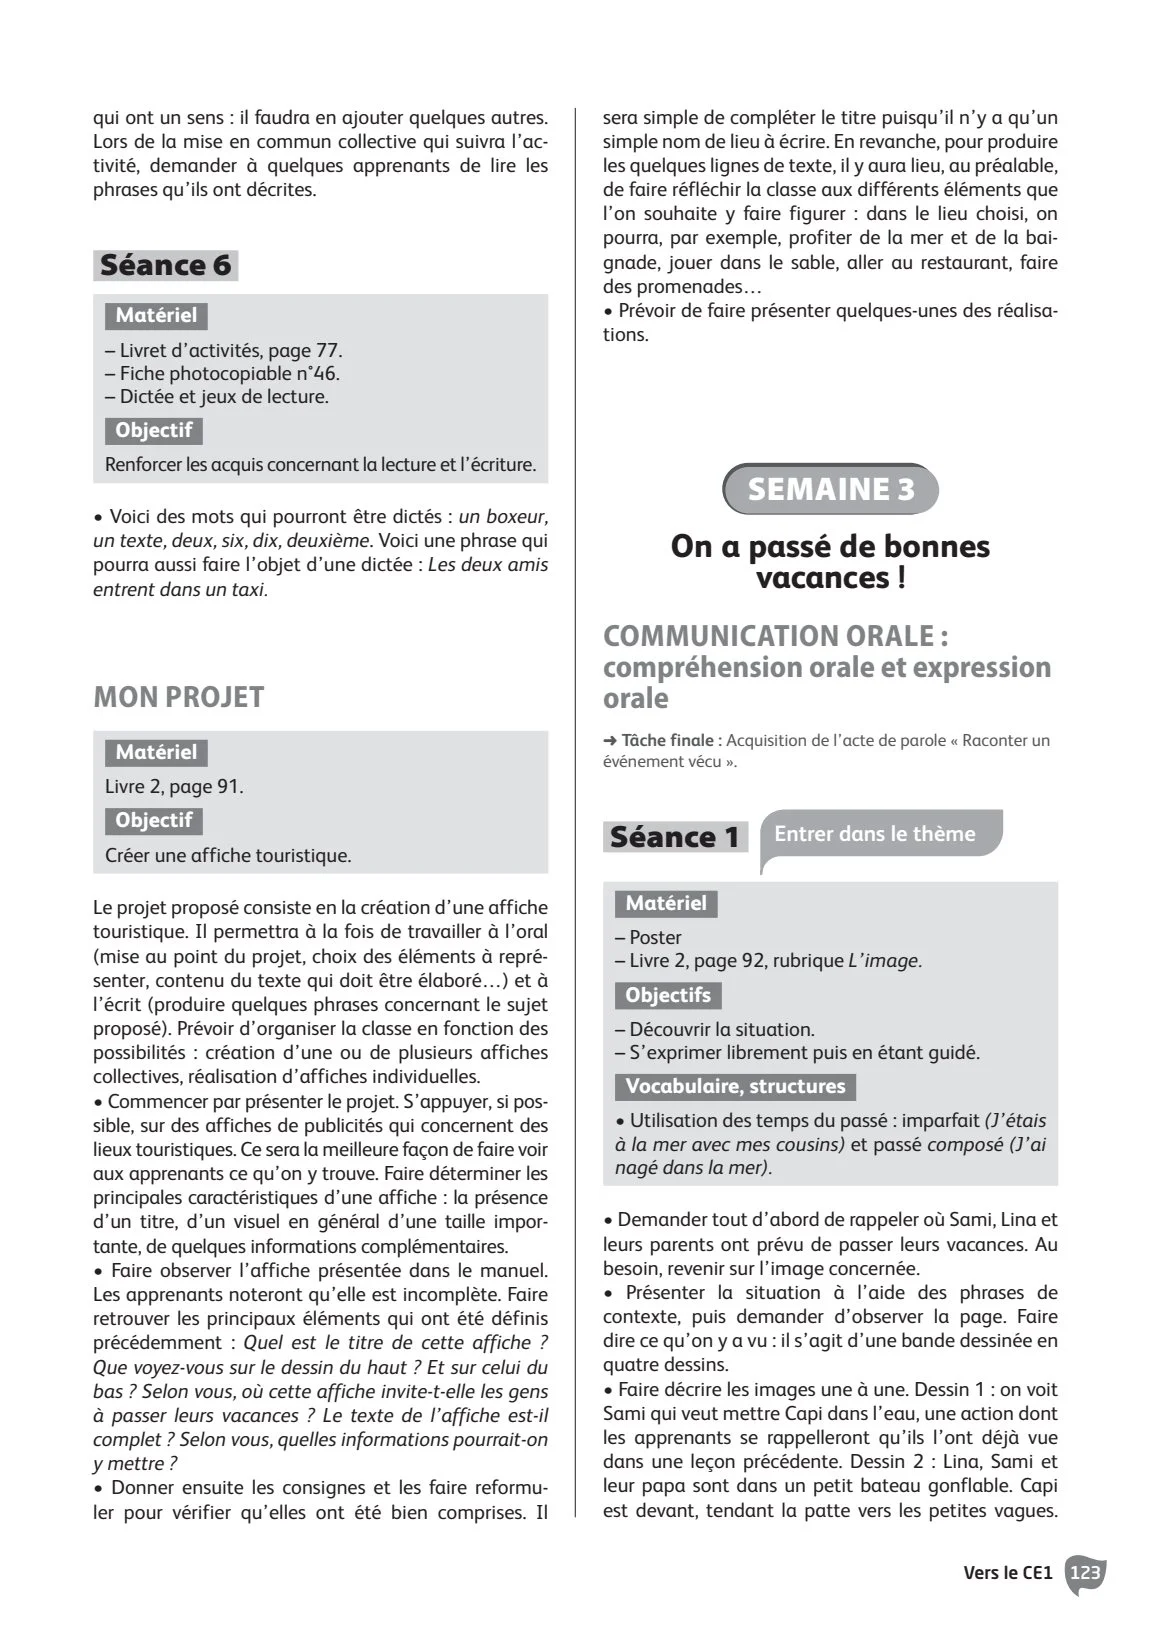 qui ont un sens : il faudra en ajouter quelques autres.
Lors de la mise en commun collective qui suivra l'ac-
tivité, demander à quelques apprenants de lire les
phrases qu'ils ont décrites.
Séance 6
Matériel
– Livret d'activités, page 77.
– Fiche photocopiable n°46.
– Dictée et jeux de lecture.
Objectif
Renforcer les acquis concernant la lecture et l'écriture.
• Voici des mots qui pourront être dictés : un boxeur,
un texte, deux, six, dix, deuxième. Voici une phrase qui
pourra aussi faire l'objet d'une dictée : Les deux amis
entrent dans un taxi.
MON PROJET
Matériel
Livre 2, page 91.
Objectif
Créer une affiche touristique.
Le projet proposé consiste en la création d'une affiche
touristique. Il permettra à la fois de travailler à l'oral
(mise au point du projet, choix des éléments à repré-
senter, contenu du texte qui doit être élaboré…) et à
l'écrit (produire quelques phrases concernant le sujet
proposé). Prévoir d'organiser la classe en fonction des
possibilités : création d'une ou de plusieurs affiches
collectives, réalisation d'affiches individuelles.
• Commencer par présenter le projet. S'appuyer, si pos-
sible, sur des affiches de publicités qui concernent des
lieux touristiques. Ce sera la meilleure façon de faire voir
aux apprenants ce qu'on y trouve. Faire déterminer les
principales caractéristiques d'une affiche : la présence
d'un titre, d'un visuel en général d'une taille impor-
tante, de quelques informations complémentaires.
• Faire observer l'affiche présentée dans le manuel.
Les apprenants noteront qu'elle est incomplète. Faire
retrouver les principaux éléments qui ont été définis
précédemment : Quel est le titre de cette affiche ?
Que voyez-vous sur le dessin du haut ? Et sur celui du
bas ? Selon vous, où cette affiche invite-t-elle les gens
à passer leurs vacances ? Le texte de l'affiche est-il
complet ? Selon vous, quelles informations pourrait-on
y mettre ?
• Donner ensuite les consignes et les faire reformu-
ler pour vérifier qu'elles ont été bien comprises. Il
sera simple de compléter le titre puisqu'il n'y a qu'un
simple nom de lieu à écrire. En revanche, pour produire
les quelques lignes de texte, il y aura lieu, au préalable,
de faire réfléchir la classe aux différents éléments que
l'on souhaite y faire figurer : dans le lieu choisi, on
pourra, par exemple, profiter de la mer et de la bai-
gnade, jouer dans le sable, aller au restaurant, faire
des promenades…
• Prévoir de faire présenter quelques-unes des réalisa-
tions.
SEMAINE 3
On a passé de bonnes
vacances !
COMMUNICATION ORALE :
compréhension orale et expression
orale
➜ Tâche finale : Acquisition de l'acte de parole « Raconter un
événement vécu ».
Séance 1
Entrer dans le thème
Matériel
– Poster
– Livre 2, page 92, rubrique L'image.
Objectifs
– Découvrir la situation.
– S'exprimer librement puis en étant guidé.
Vocabulaire, structures
• Utilisation des temps du passé : imparfait (J'étais
à la mer avec mes cousins) et passé composé (J'ai
nagé dans la mer).
• Demander tout d'abord de rappeler où Sami, Lina et
leurs parents ont prévu de passer leurs vacances. Au
besoin, revenir sur l'image concernée.
• Présenter la situation à l'aide des phrases de
contexte, puis demander d'observer la page. Faire
dire ce qu'on y a vu : il s'agit d'une bande dessinée en
quatre dessins.
• Faire décrire les images une à une. Dessin 1 : on voit
Sami qui veut mettre Capi dans l'eau, une action dont
les apprenants se rappelleront qu'ils l'ont déjà vue
dans une leçon précédente. Dessin 2 : Lina, Sami et
leur papa sont dans un petit bateau gonflable. Capi
est devant, tendant la patte vers les petites vagues.
Vers le CE1 123